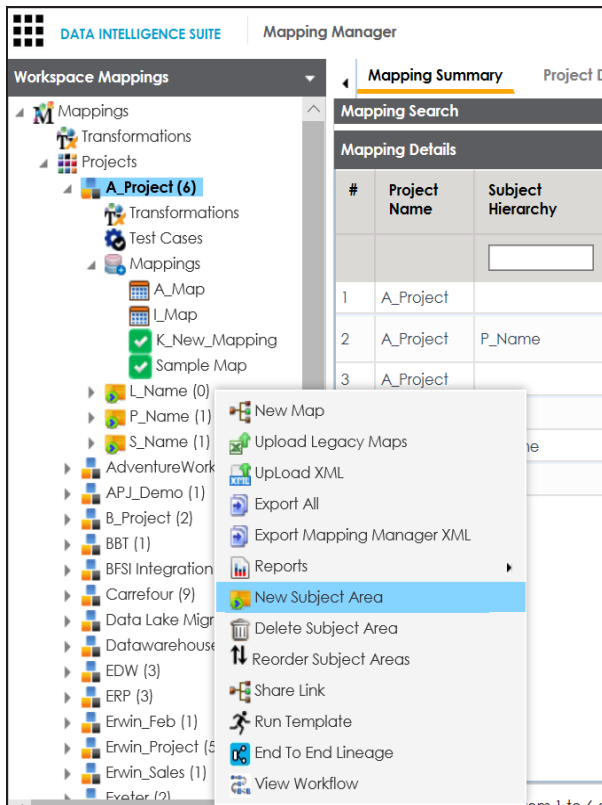 DATA INTELLIGENCE SUITE
Mapping Manager
Workspace Mappings
Mappings
Transformations
Projects
A_Project (6)
Transformations
Test Cases
Mappings
A_Map
I_Map
K_New_Mapping
Sample Map
L_Name (0)
P_Name (1)
S_Name (1)
AdventureWork
APJ_Demo (1)
B_Project (2)
BBT (1)
BFSI Integration
Carrefour (9)
Data Lake Migr
Datawarehouse
EDW (3)
ERP (3)
Erwin_Feb (1)
Erwin_Project (5
Erwin_Sales (1)
Exeter (2)
Mapping Summary
Project D
Mapping Search
Mapping Details
# Project Name Subject Hierarchy
1 A_Project
2 A_Project P_Name
3 A_Project
New Map
Upload Legacy Maps
UpLoad XML
Export All
Export Mapping Manager XML
Reports
New Subject Area
Delete Subject Area
Reorder Subject Areas
Share Link
Run Template
End To End Lineage
View Workflow